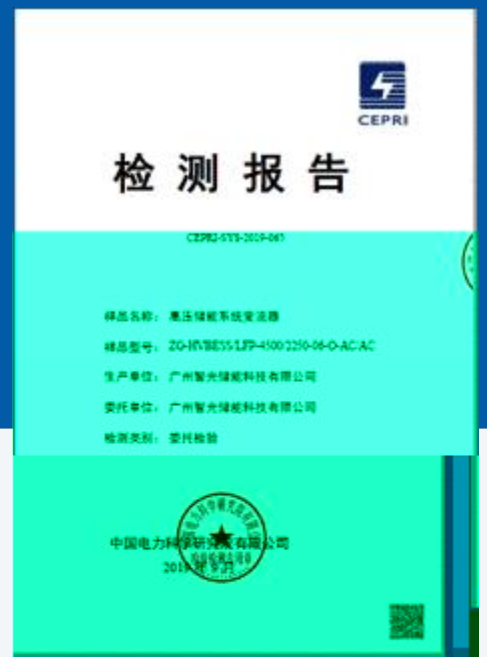 CEPRI
检测报告
CEPRI-SYS-2019-065
样品名称： 高压储能系统变流器
样品型号： ZG-HVBESS/LFP-4500/2250-06-O-AC/AC
生产单位： 广州智光储能科技有限公司
委托单位： 广州智光储能科技有限公司
检测类别： 委托检验
中国电力科学研究院有限公司